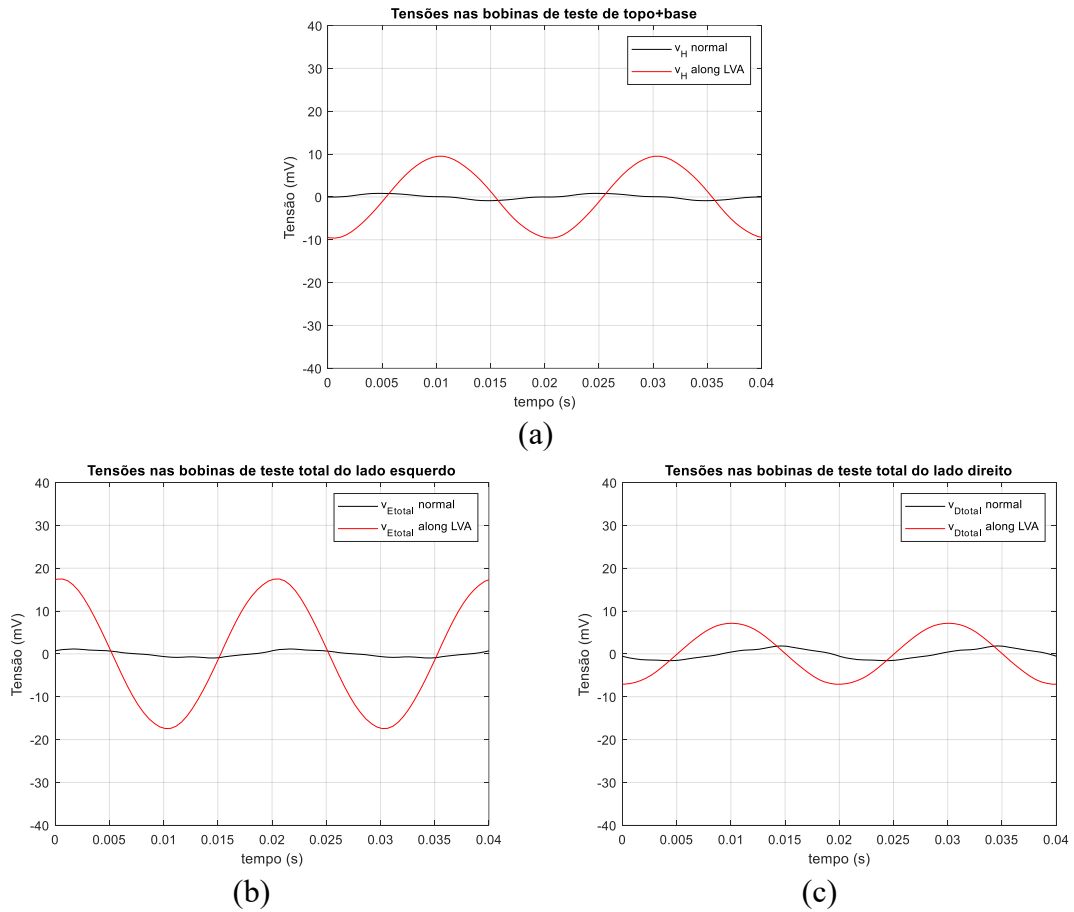 Tensões nas bobinas de teste de topo+base
v_H normal
v_H along LVA
Tensão (mV)
40
30
20
10
0
-10
-20
-30
-40
0 0.005 0.01 0.015 0.02 0.025 0.03 0.035 0.04
tempo (s)
(a)
Tensões nas bobinas de teste total do lado esquerdo
v_Etotal normal
v_Etotal along LVA
Tensão (mV)
40
30
20
10
0
-10
-20
-30
-40
0 0.005 0.01 0.015 0.02 0.025 0.03 0.035 0.04
tempo (s)
(b)
Tensões nas bobinas de teste total do lado direito
v_Dtotal normal
v_Dtotal along LVA
Tensão (mV)
40
30
20
10
0
-10
-20
-30
-40
0 0.005 0.01 0.015 0.02 0.025 0.03 0.035 0.04
tempo (s)
(c)